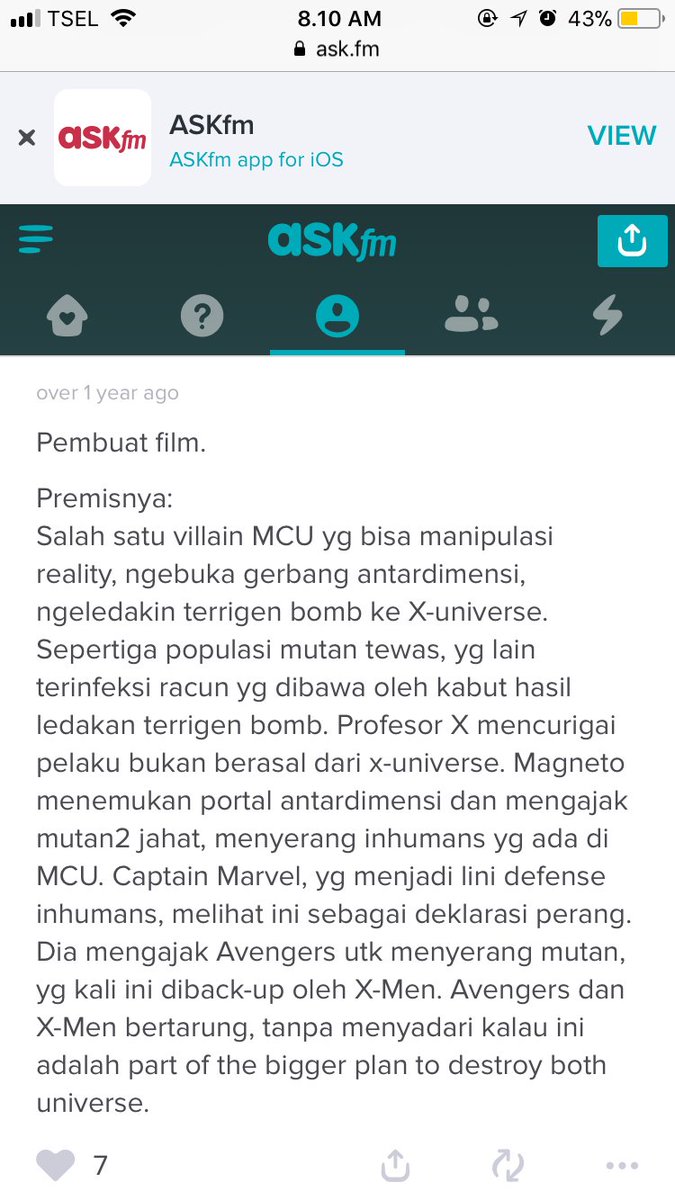 TSEL 8.10 AM 43%
ask.fm
ASKfm
ASKfm
ASKfm app for iOS
VIEW
ASKfm
over 1 year ago
Pembuat film.
Premisnya:
Salah satu villain MCU yg bisa manipulasi
reality, ngebuka gerbang antardimensi,
ngeledakin terrigen bomb ke X-universe.
Sepertiga populasi mutan tewas, yg lain
terinfeksi racun yg dibawa oleh kabut hasil
ledakan terrigen bomb. Profesor X mencurigai
pelaku bukan berasal dari x-universe. Magneto
menemukan portal antardimensi dan mengajak
mutan2 jahat, menyerang inhumans yg ada di
MCU. Captain Marvel, yg menjadi lini defense
inhumans, melihat ini sebagai deklarasi perang.
Dia mengajak Avengers utk menyerang mutan,
yg kali ini diback-up oleh X-Men. Avengers dan
X-Men bertarung, tanpa menyadari kalau ini
adalah part of the bigger plan to destroy both
universe.
7